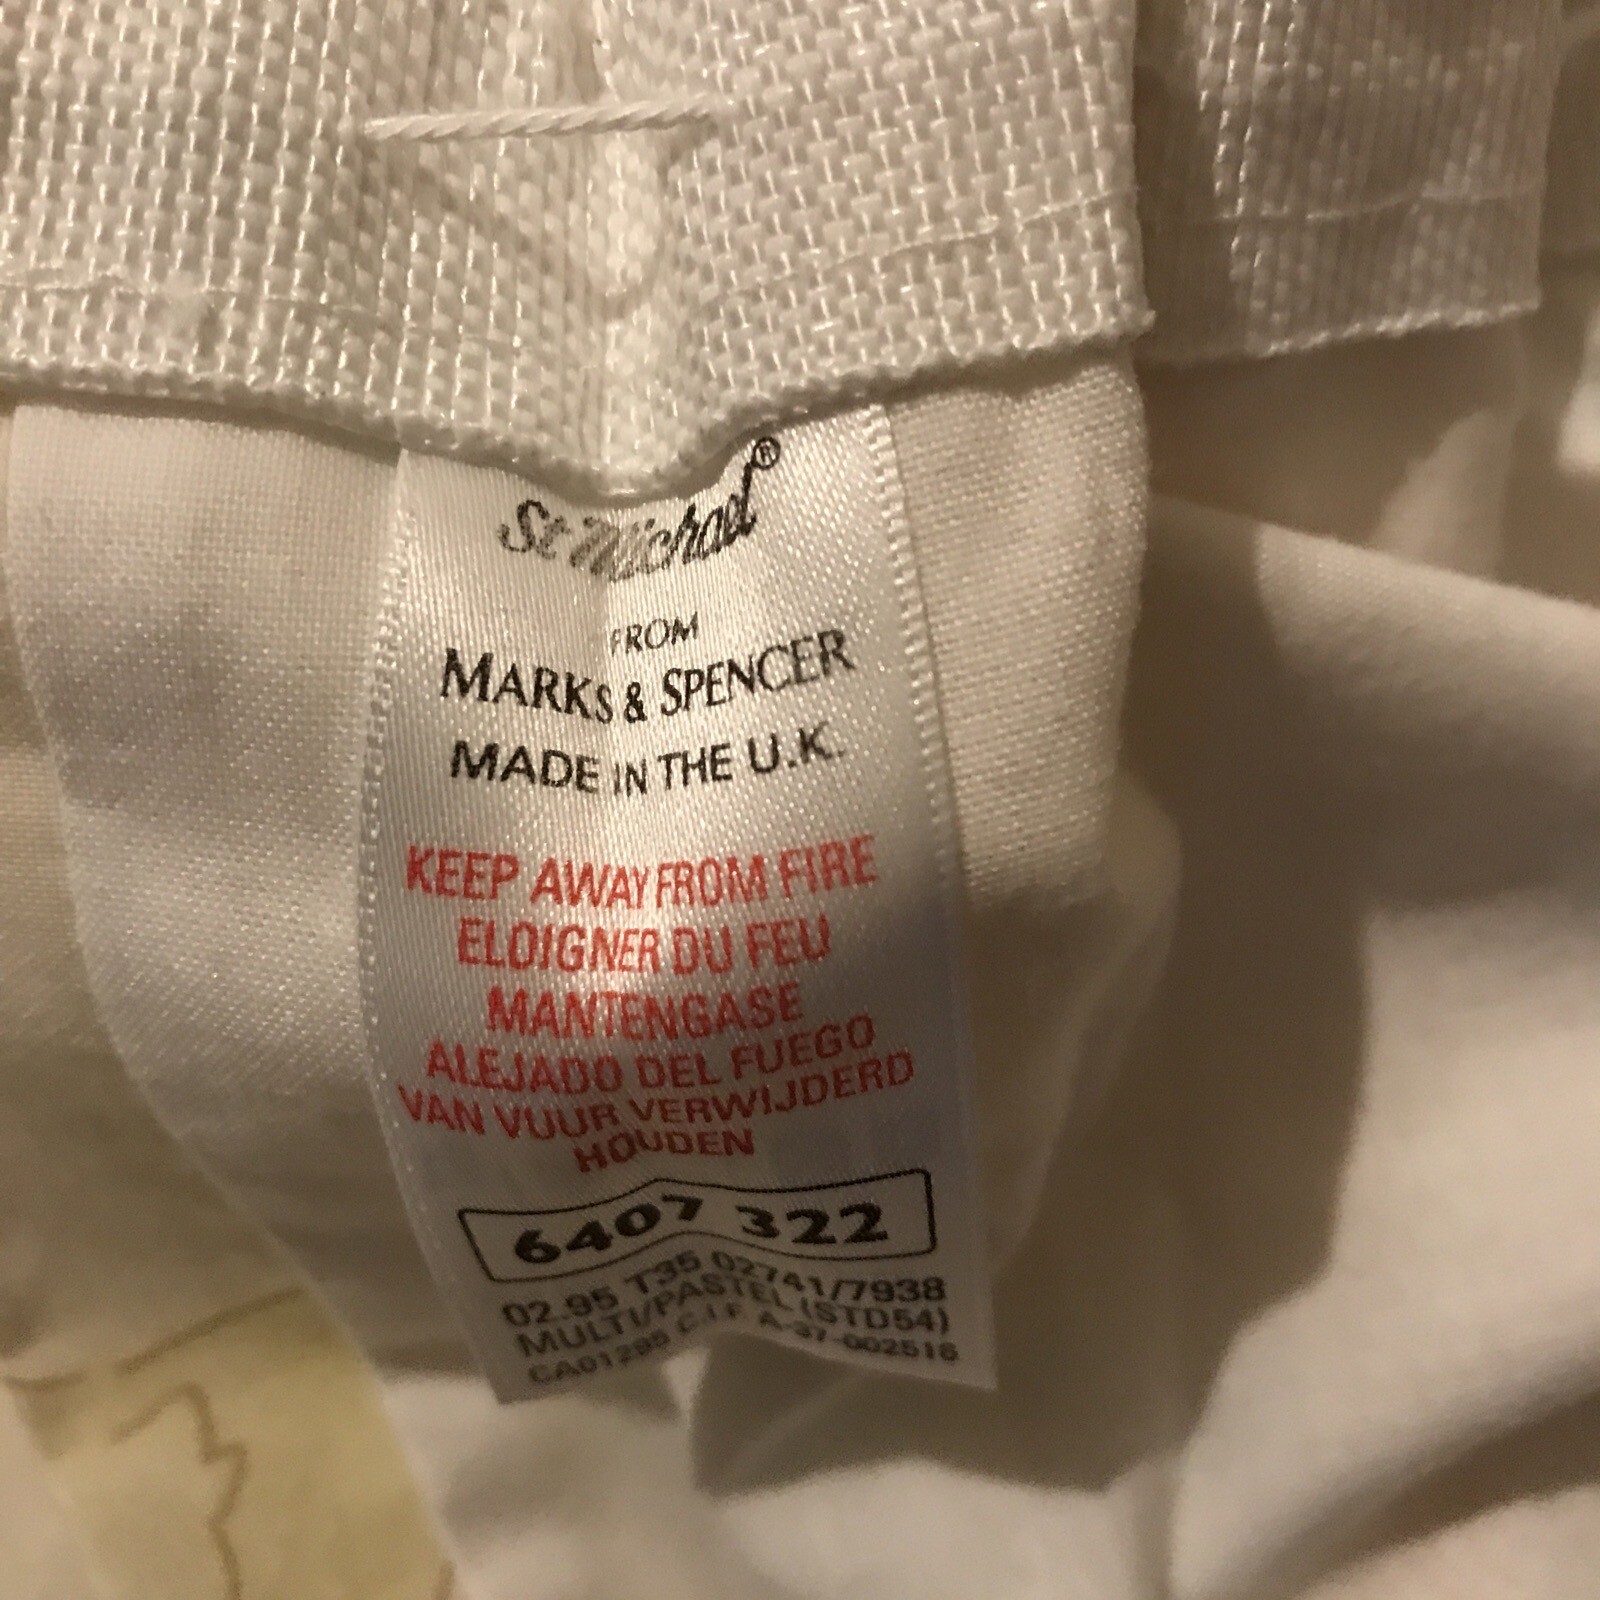 St Michael®
FROM
MARKS & SPENCER
MADE IN THE U.K.
KEEP AWAY FROM FIRE
ELOIGNER DU FEU
MANTENGASE
ALEJADO DEL FUEGO
VAN VUUR VERWIJDERD
HOUDEN
6407 322
02.95 T35 02741/7938
MULTI/PASTEL (STD54)
CA01295 C.I.F A-37-002516